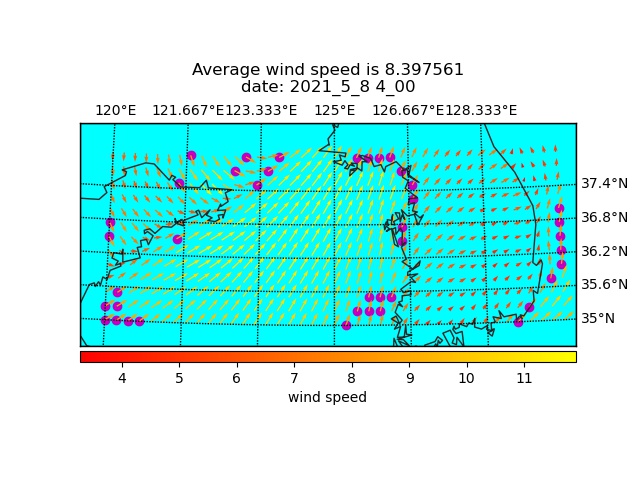 Average wind speed is 8.397561
date: 2021_5_8 4_00
120°E 121.667°E 123.333°E 125°E 126.667°E 128.333°E
37.4°N
36.8°N
36.2°N
35.6°N
35°N
4 5 6 7 8 9 10 11
wind speed